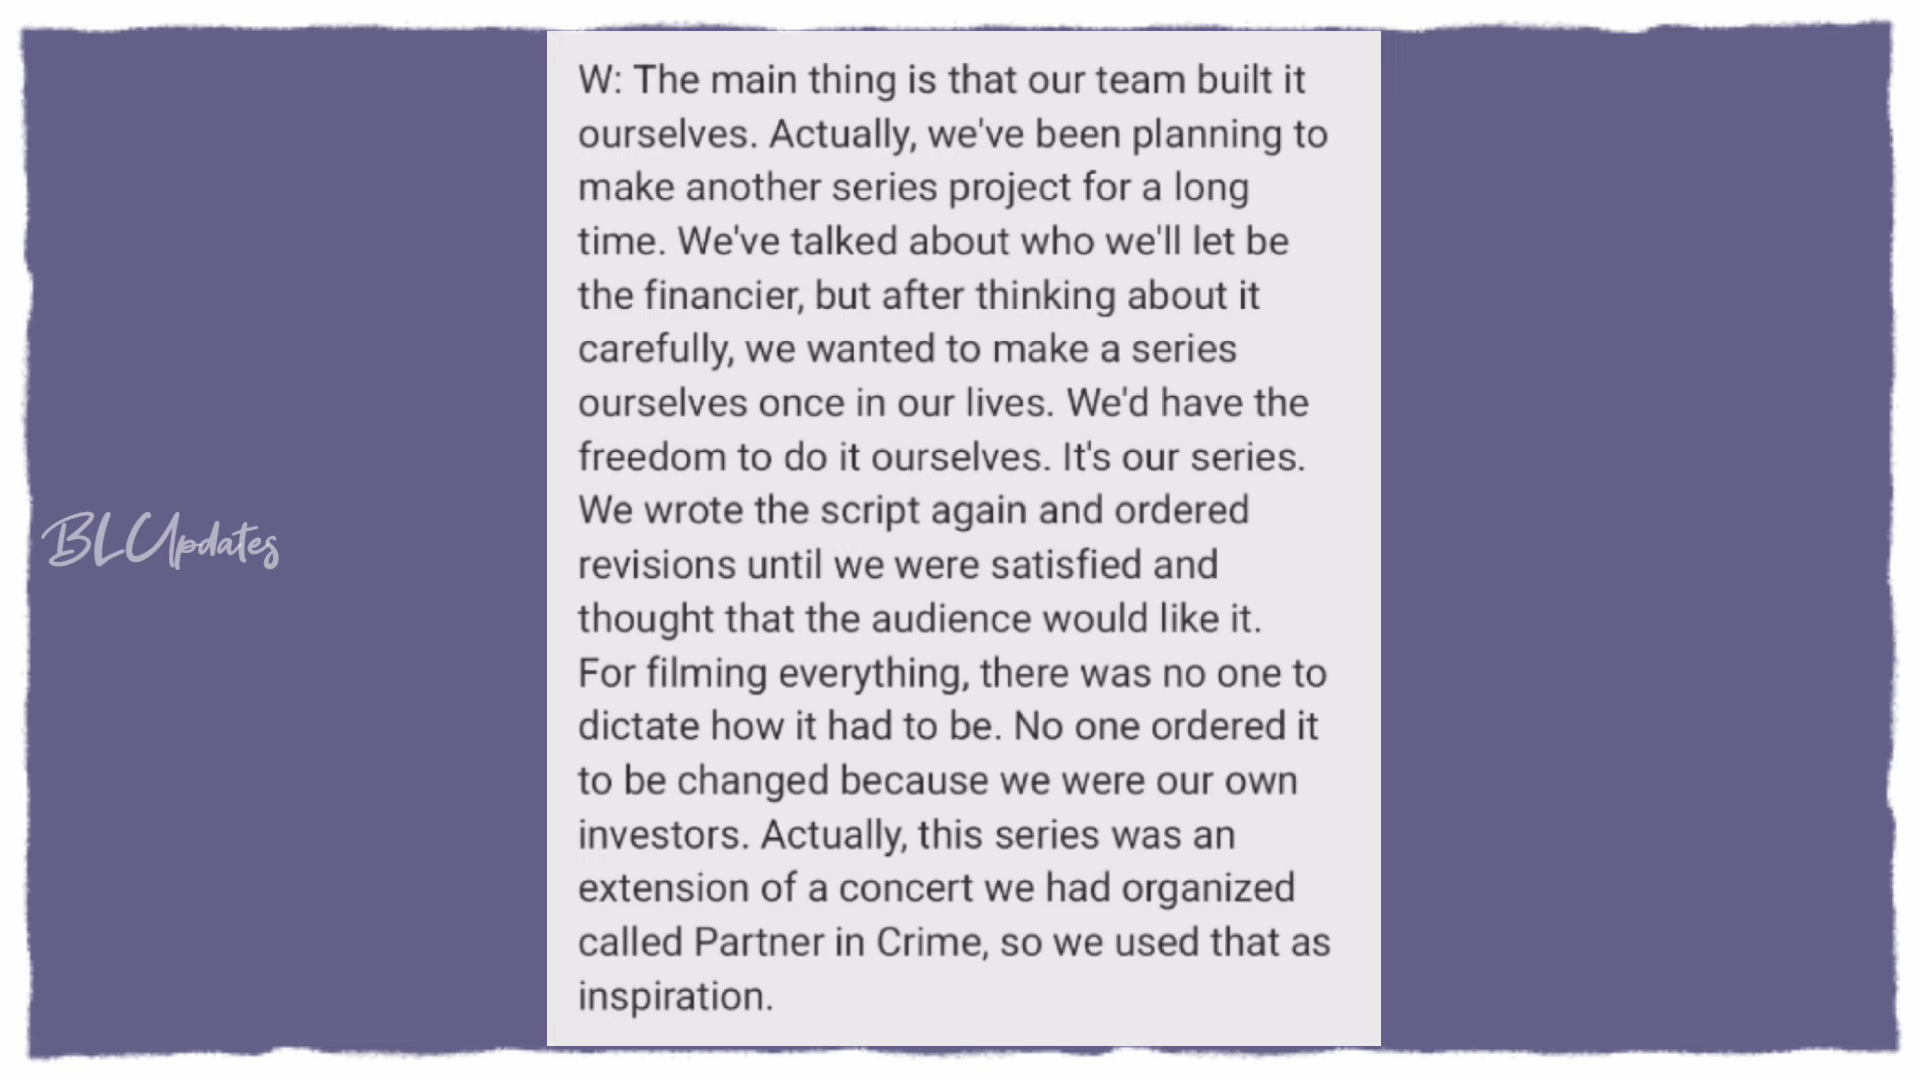 W: The main thing is that our team built it
ourselves. Actually, we've been planning to
make another series project for a long
time. We've talked about who we'll let be
the financier, but after thinking about it
carefully, we wanted to make a series
ourselves once in our lives. We'd have the
freedom to do it ourselves. It's our series.
We wrote the script again and ordered
revisions until we were satisfied and
thought that the audience would like it.
For filming everything, there was no one to
dictate how it had to be. No one ordered it
to be changed because we were our own
investors. Actually, this series was an
extension of a concert we had organized
called Partner in Crime, so we used that as
inspiration.
BLUpdates